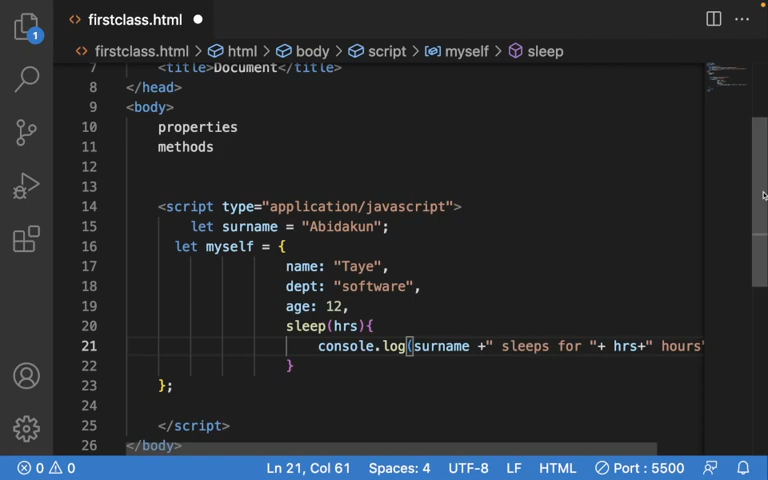 1
firstclass.html
firstclass.html > html > body > script > myself > sleep
7 <title>Document</title>
8 </head>
9 <body>
10 properties
11 methods
12
13
14 <script type="application/javascript">
15 let surname = "Abidakun";
16 let myself = {
17 name: "Taye",
18 dept: "software",
19 age: 12,
20 sleep(hrs){
21 console.log(surname +" sleeps for "+ hrs+" hours"
22 }
23 };
24
25 </script>
26 </body>
0 0 Ln 21, Col 61 Spaces: 4 UTF-8 LF HTML Port : 5500